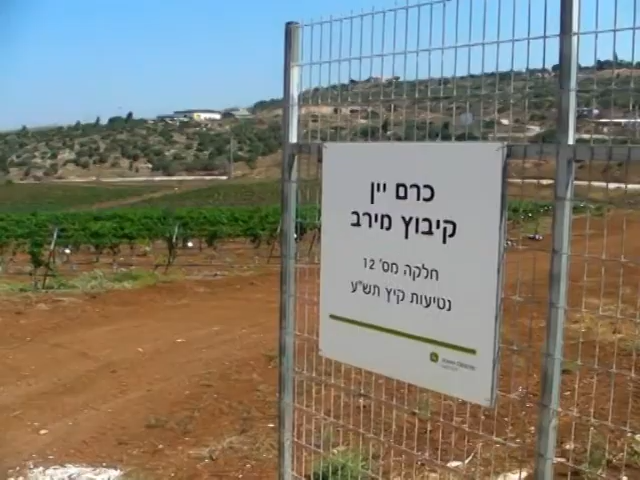 כרם יין
קיבוץ מירב
חלקה מס' 12
נטיעות קיץ תש"ע